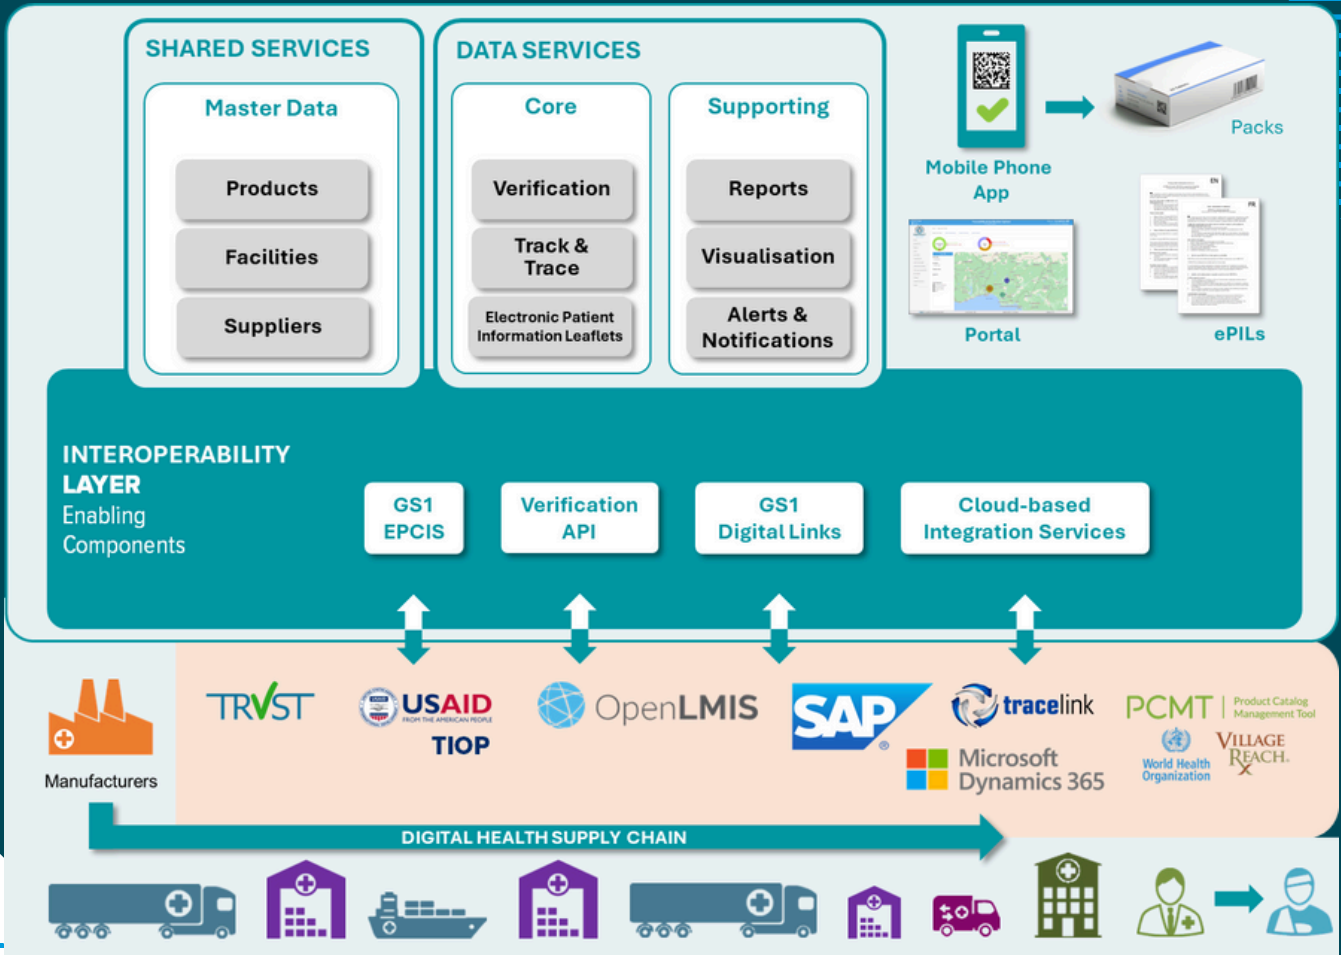 SHARED SERVICES
Master Data
Products
Facilities
Suppliers
DATA SERVICES
Core
Verification
Track &
Trace
Electronic Patient
Information Leaflets
Supporting
Reports
Visualisation
Alerts &
Notifications
Mobile Phone
App
Packs
Portal
EN
FR
ePILs
INTEROPERABILITY
LAYER
Enabling
Components
GS1
EPCIS
Verification
API
GS1
Digital Links
Cloud-based
Integration Services
Manufacturers
TRVST
USAID
FROM THE AMERICAN PEOPLE
TIOP
OpenLMIS
SAP
®
tracelink
Microsoft
Dynamics 365
PCMT
Product Catalog
Management Tool
World Health
Organization
VILLAGE
REACH®
DIGITAL HEALTH SUPPLY CHAIN